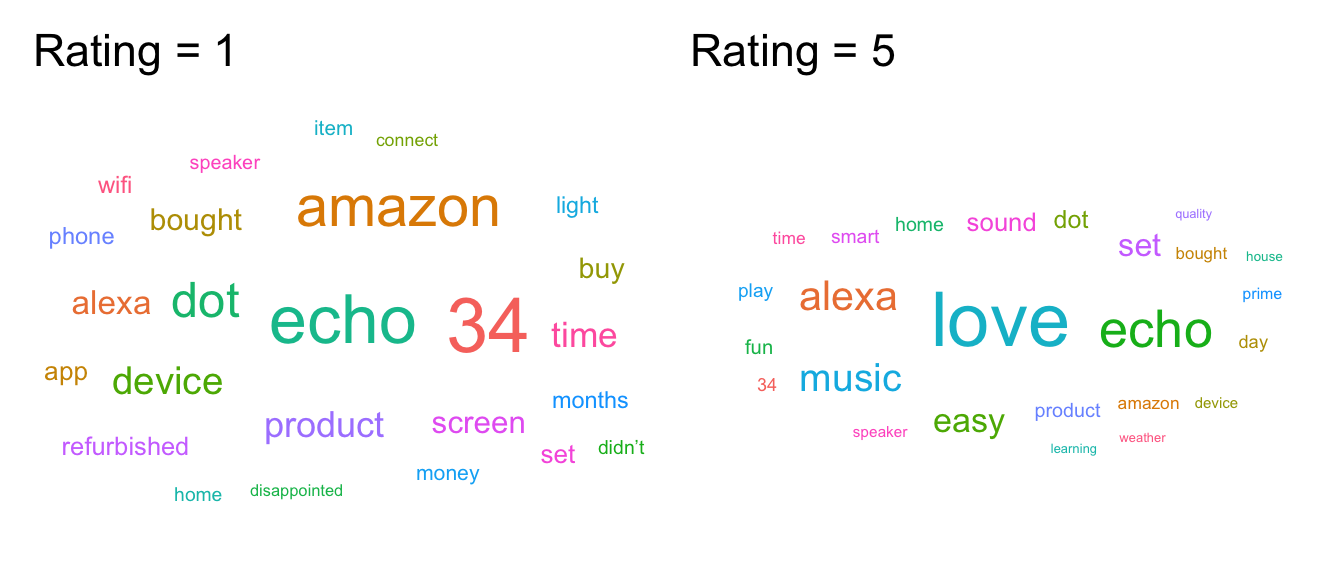 Rating = 1
item
connect
speaker
wifi
amazon
light
bought
phone
buy
alexa
dot
echo
34
time
app
device
months
product
screen
refurbished
set
didn’t
money
home
disappointed
Rating = 5
quality
time
smart
home
sound
dot
set
bought
house
play
alexa
love
echo
prime
fun
day
34
music
easy
product
amazon
device
speaker
learning
weather